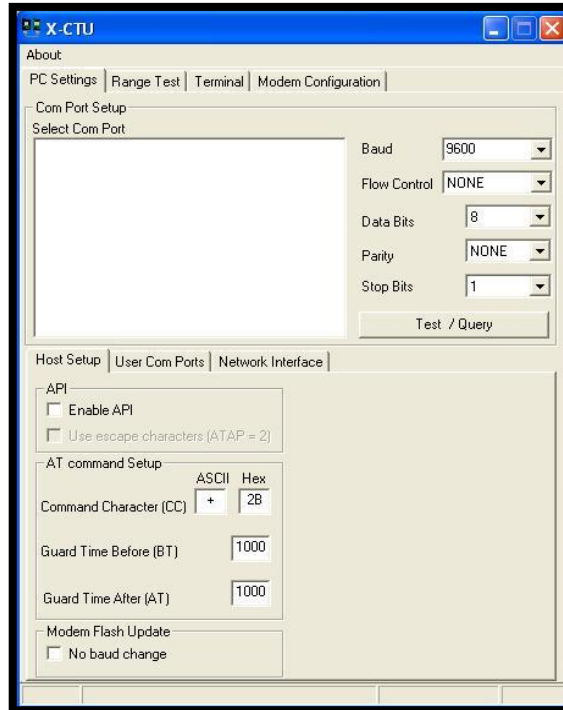 X-CTU
About
PC Settings Range Test Terminal Modem Configuration
Com Port Setup
Select Com Port
Baud 9600
Flow Control NONE
Data Bits 8
Parity NONE
Stop Bits 1
Test / Query
Host Setup User Com Ports Network Interface
API
Enable API
Use escape characters (ATAP = 2)
AT command Setup
ASCII Hex
Command Character (CC) + 2B
Guard Time Before (BT) 1000
Guard Time After (AT) 1000
Modem Flash Update
No baud change